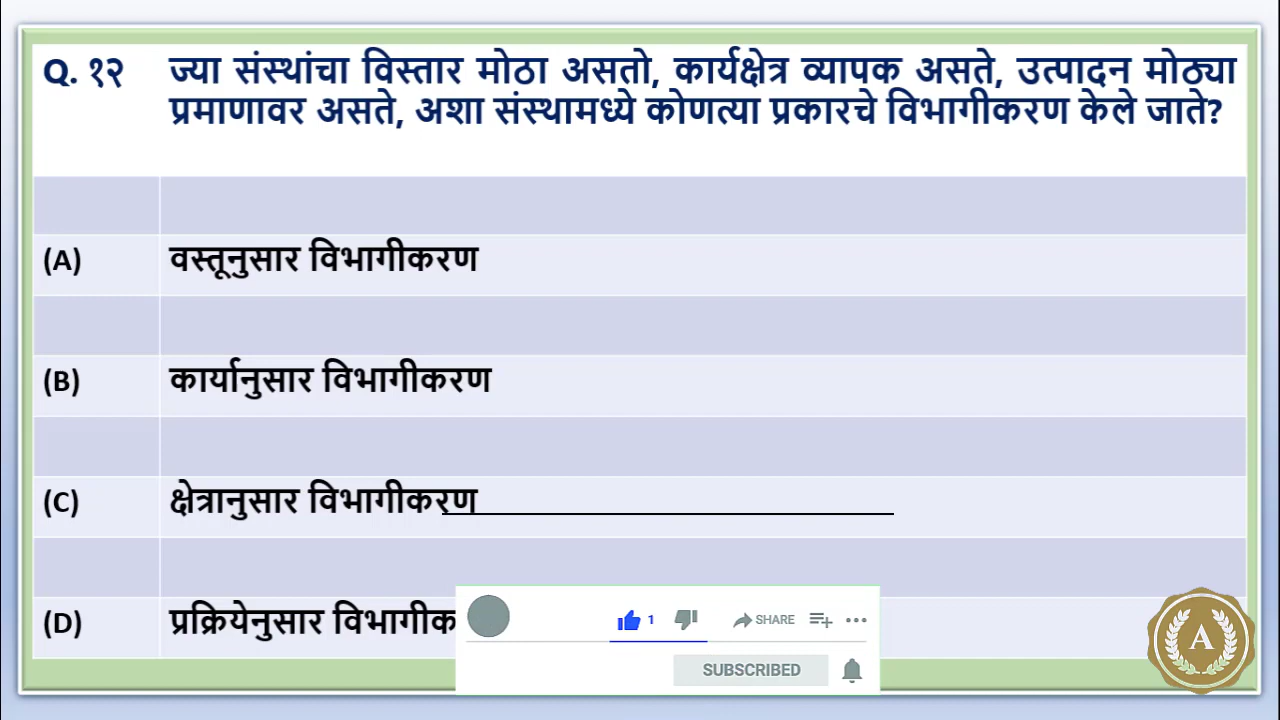 Q. १२ ज्या संस्थांचा विस्तार मोठा असतो, कार्यक्षेत्र व्यापक असते, उत्पादन मोठ्या
प्रमाणावर असते, अशा संस्थामध्ये कोणत्या प्रकारचे विभागीकरण केले जाते?
(A) वस्तूनुसार विभागीकरण
(B) कार्यानुसार विभागीकरण
(C) क्षेत्रानुसार विभागीकरण
(D) प्रक्रियेनुसार विभागीक
1 SHARE
SUBSCRIBED
A